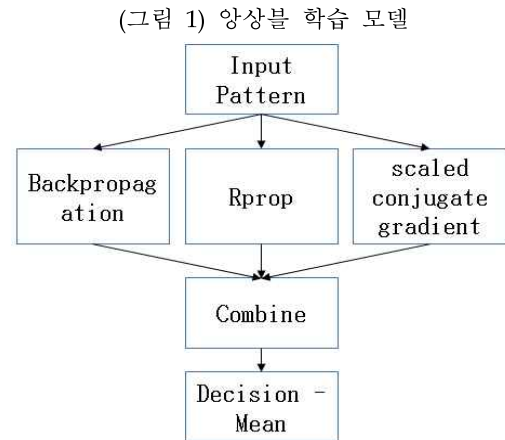 (그림 1) 앙상블 학습 모델
Input
Pattern
Backpropag
ation
Rprop
scaled
conjugate
gradient
Combine
Decision -
Mean